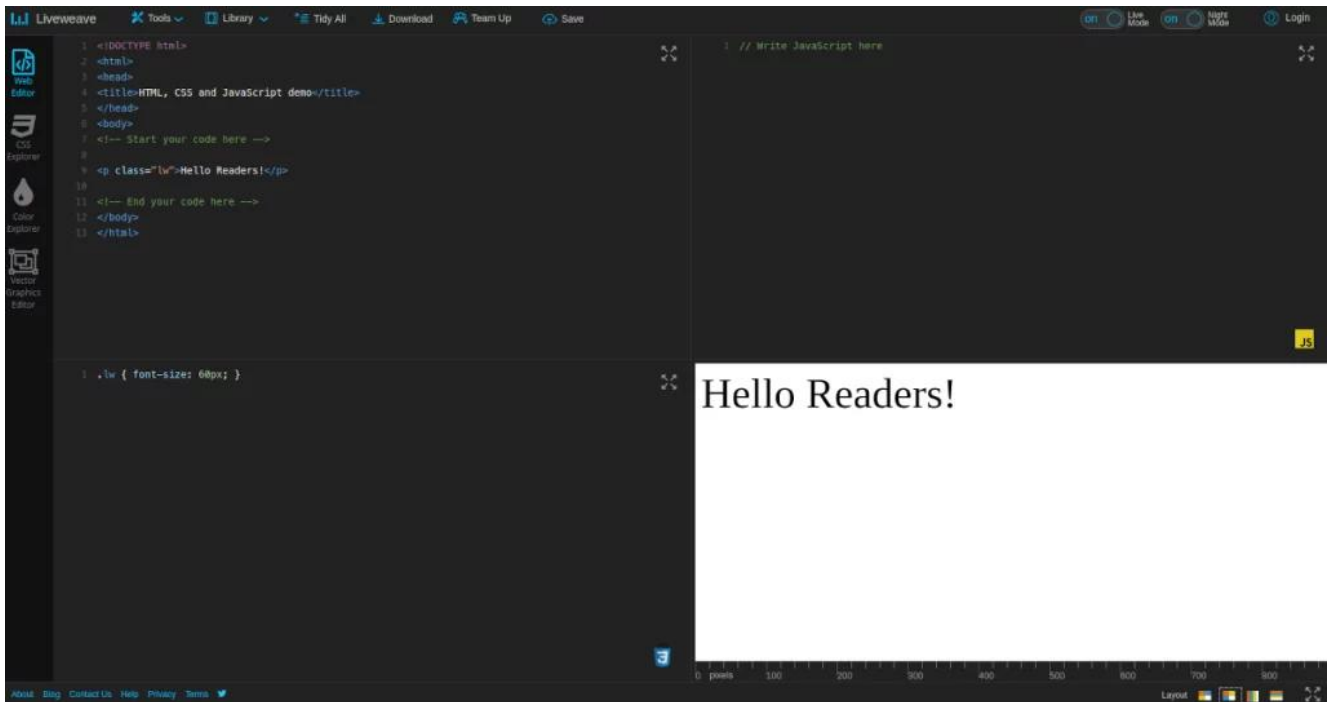 Liveweave Tools Library Tidy All Download Team Up Save on Live Mode on Night Mode Login
Web Editor
CSS Explorer
Color Explorer
Vector Graphics Editor
1 <!DOCTYPE html>
2 <html>
3 <head>
4 <title>HTML, CSS and JavaScript demo</title>
5 </head>
6 <body>
7 <!-- Start your code here -->
8
9 <p class="lw">Hello Readers!</p>
10
11 <!-- End your code here -->
12 </body>
13 </html>
1 // Write JavaScript here
JS
1 .lw { font-size: 60px; }
3
Hello Readers!
0 pixels 100 200 300 400 500 600 700 800
About Blog Contact Us Help Privacy Terms
Layout